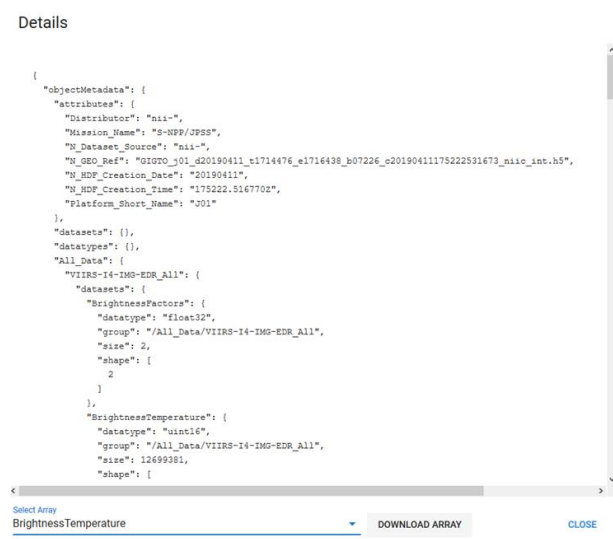 Details
{
"objectMetadata": {
"attributes": {
"Distributor": "nii-",
"Mission_Name": "S-NPP/JPSS",
"N_Dataset_Source": "nii-",
"N_GEO_Ref": "GIGTO_j01_d20190411_t1714476_e1716438_b07226_c20190411175222531673_niic_int.h5",
"N_HDF_Creation_Date": "20190411",
"N_HDF_Creation_Time": "175222.516770Z",
"Platform_Short_Name": "J01"
},
"datasets": {},
"datatypes": {},
"All_Data": {
"VIIRS-I4-IMG-EDR_All": {
"datasets": {
"BrightnessFactors": {
"datatype": "float32",
"group": "/All_Data/VIIRS-I4-IMG-EDR_All",
"size": 2,
"shape": [
2
]
},
"BrightnessTemperature": {
"datatype": "uint16",
"group": "/All_Data/VIIRS-I4-IMG-EDR_All",
"size": 12699381,
"shape": [
Select Array
BrightnessTemperature
DOWNLOAD ARRAY
CLOSE